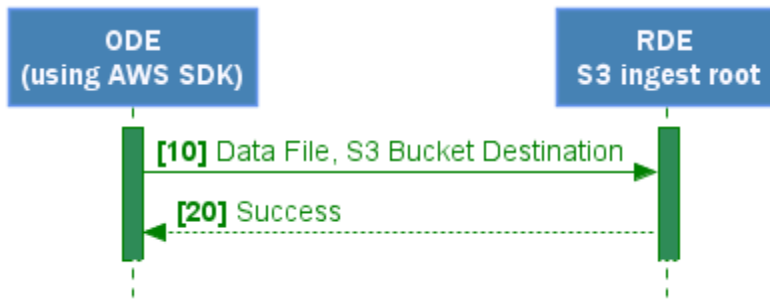 ODE
(using AWS SDK)
RDE
S3 ingest root
[10] Data File, S3 Bucket Destination
[20] Success